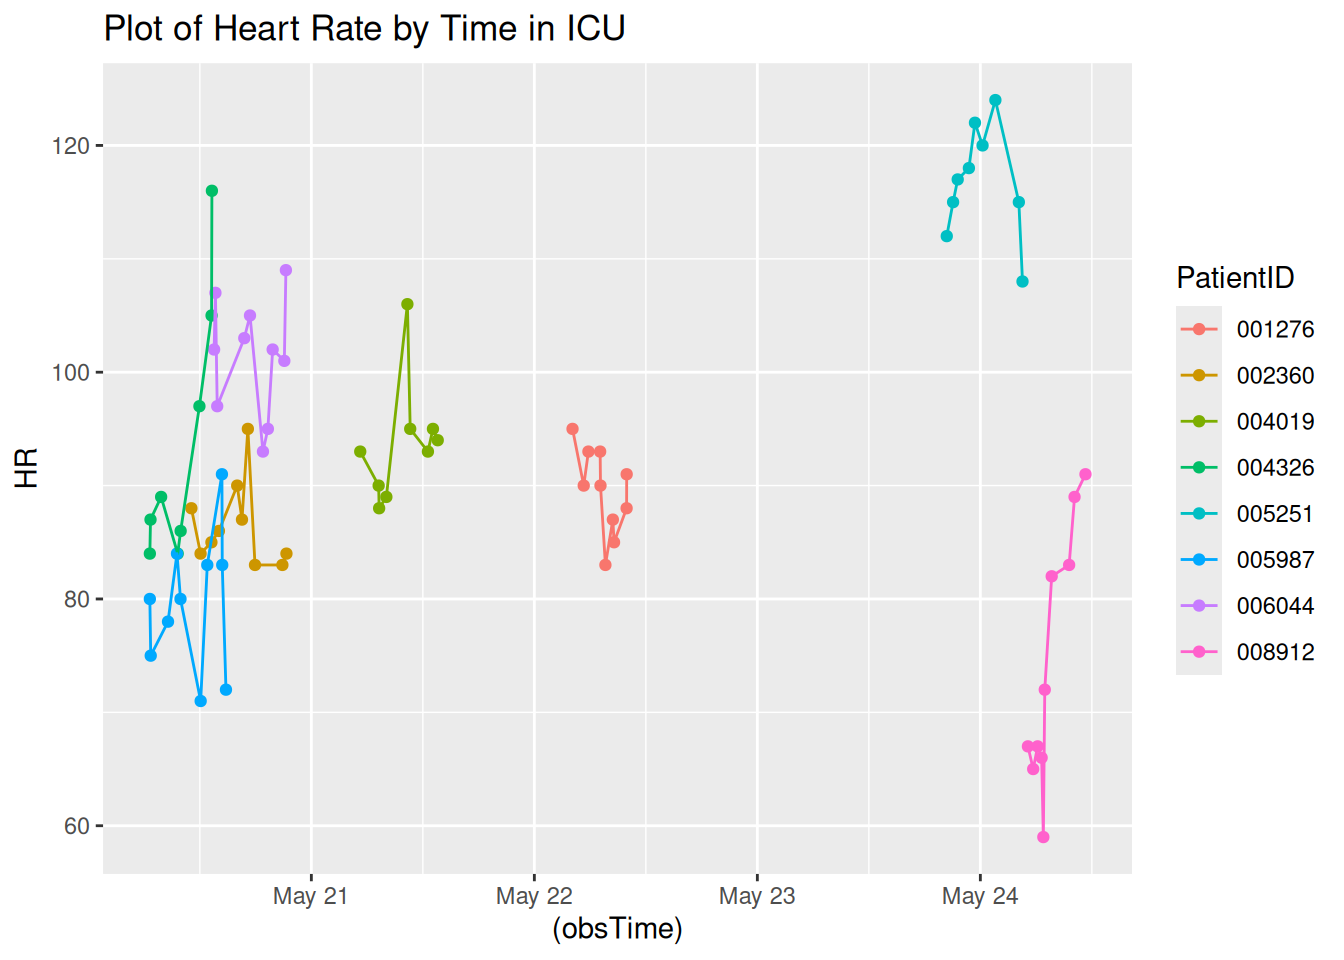 Plot of Heart Rate by Time in ICU
HR
120
100
80
60
May 21
May 22
May 23
May 24
(obsTime)
PatientID
001276
002360
004019
004326
005251
005987
006044
008912